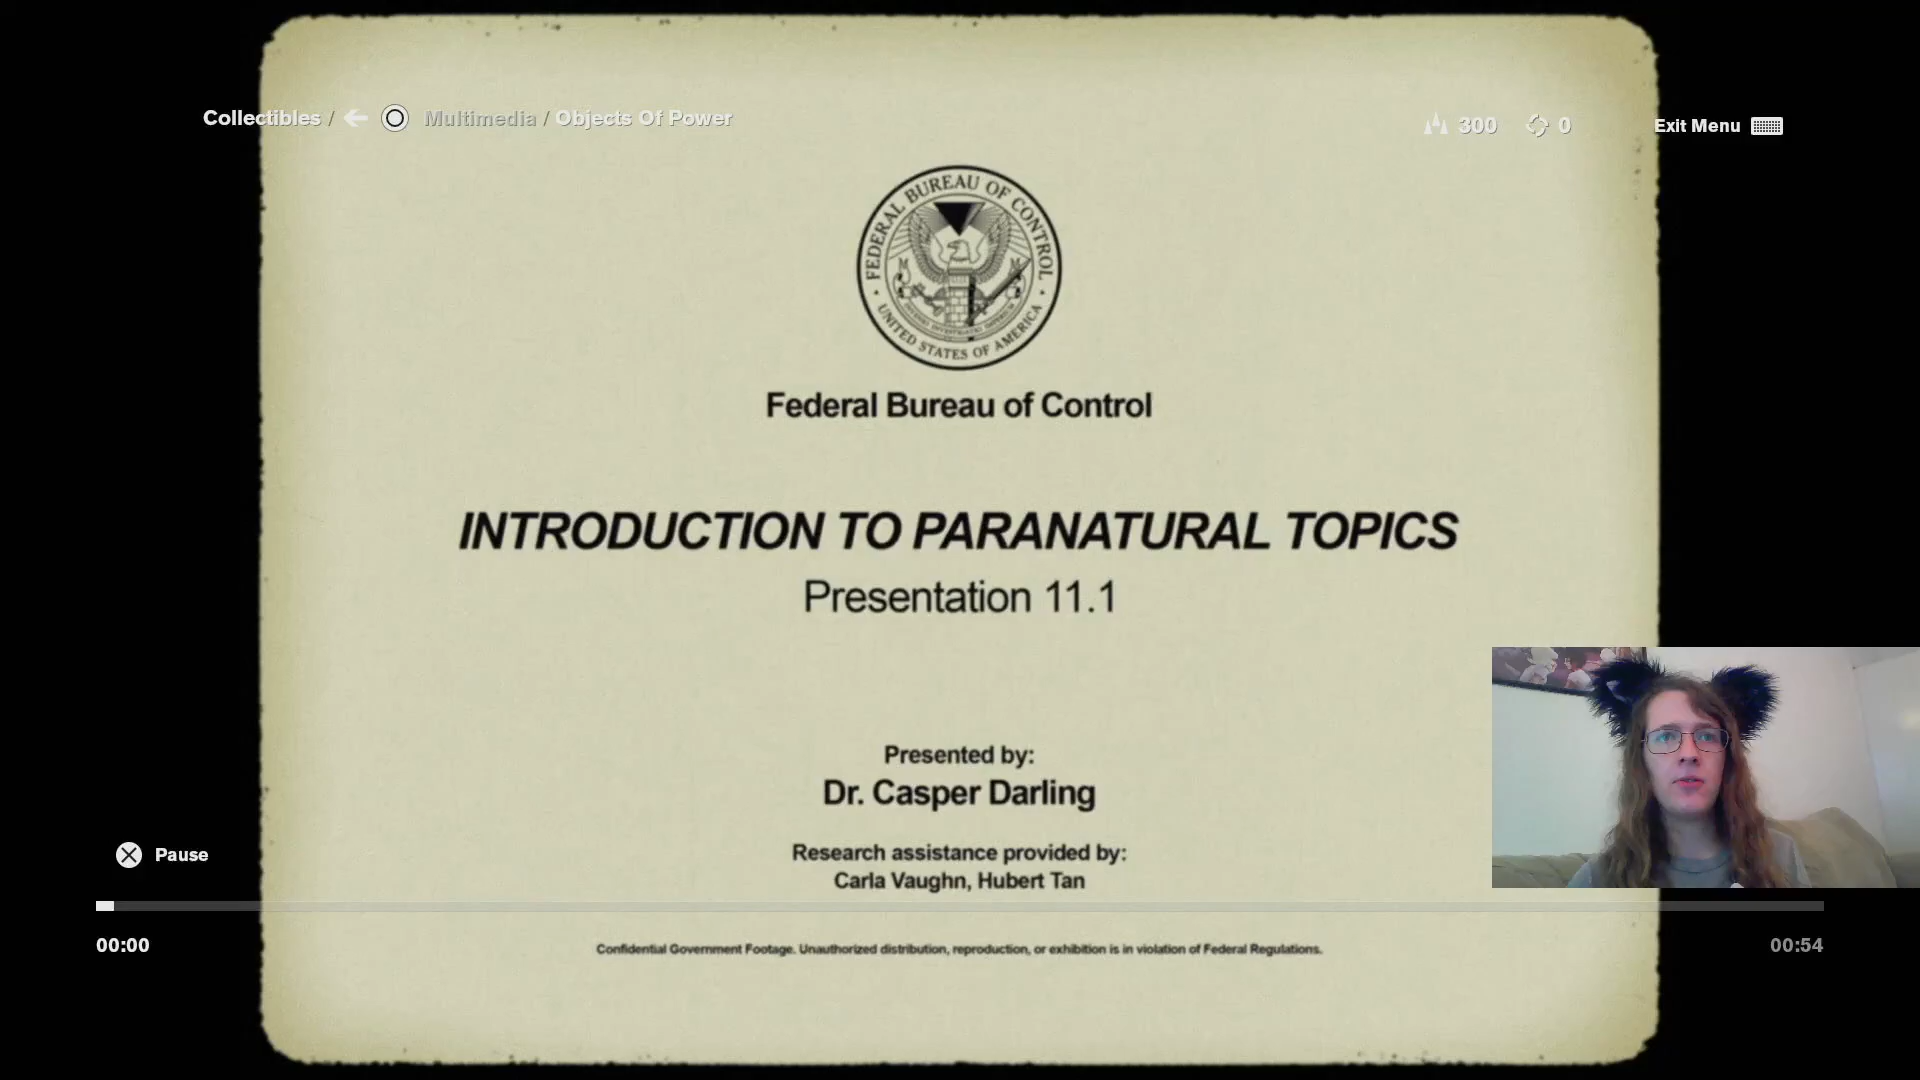 Collectibles / Multimedia / Objects Of Power
300 0 Exit Menu
FEDERAL BUREAU OF CONTROL
UNITED STATES OF AMERICA
Federal Bureau of Control
INTRODUCTION TO PARANATURAL TOPICS
Presentation 11.1
Presented by:
Dr. Casper Darling
Research assistance provided by:
Carla Vaughn, Hubert Tan
Pause
00:00
00:54
Confidential Government Footage. Unauthorized distribution, reproduction, or exhibition is in violation of Federal Regulations.